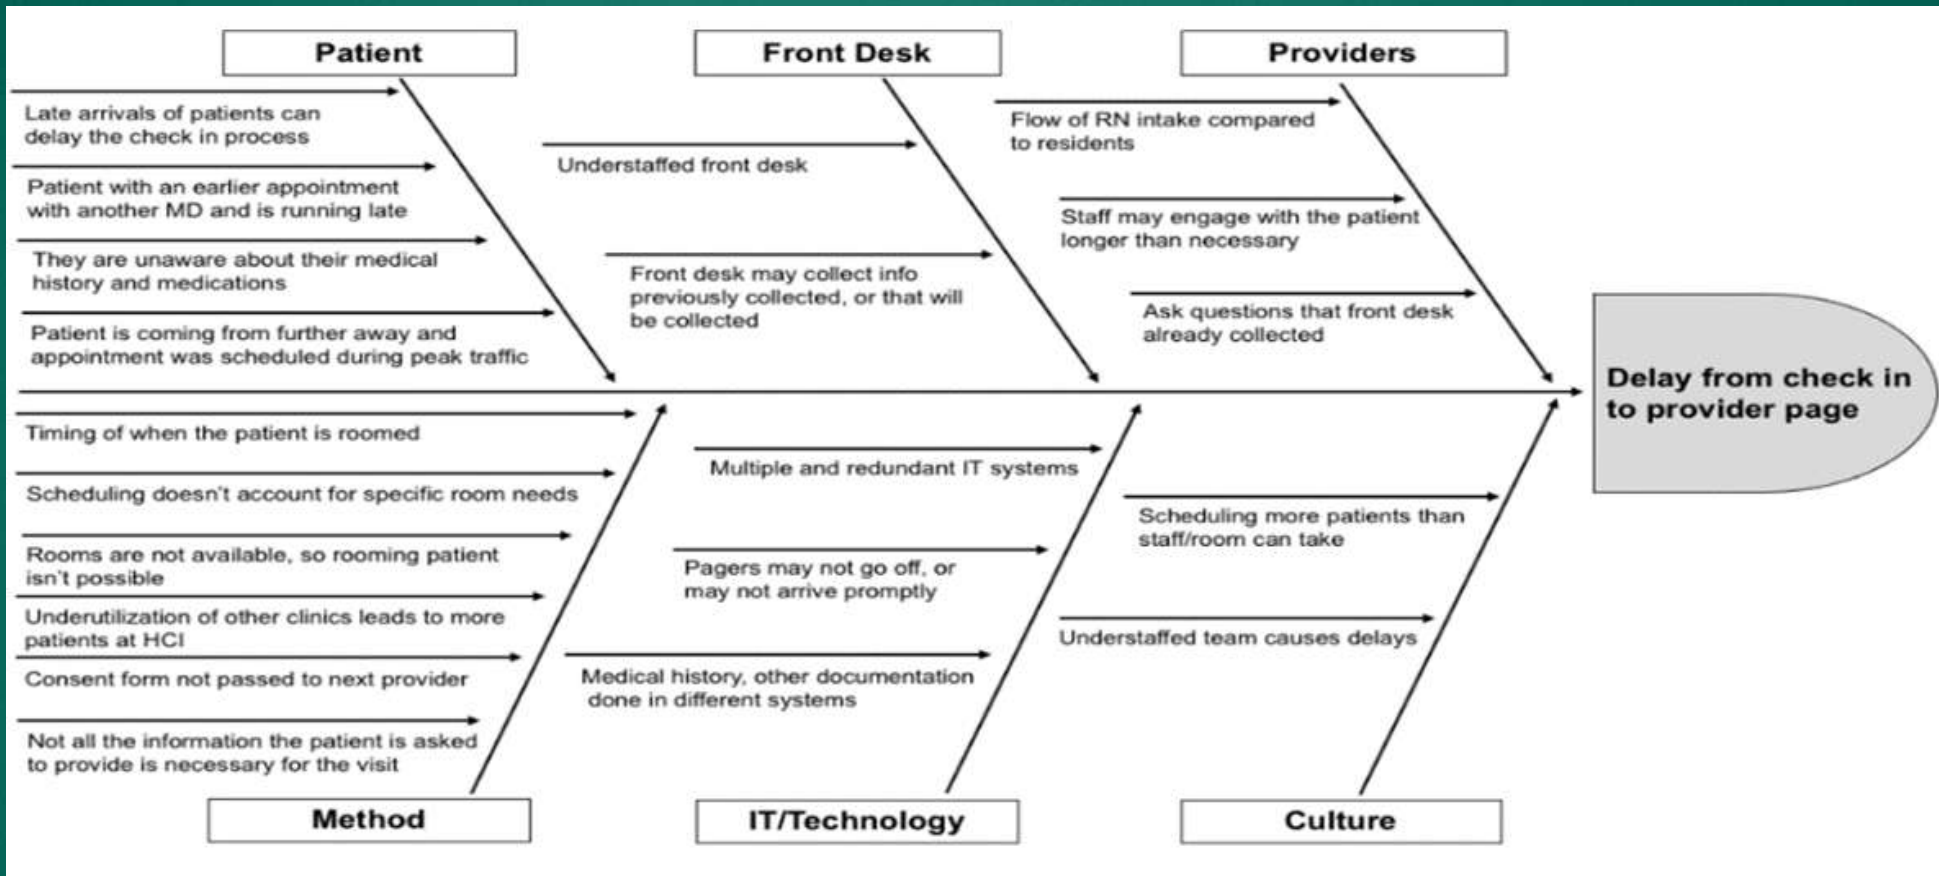 Patient
Late arrivals of patients can
delay the check in process
Patient with an earlier appointment
with another MD and is running late
They are unaware about their medical
history and medications
Patient is coming from further away and
appointment was scheduled during peak traffic
Front Desk
Understaffed front desk
Front desk may collect info
previously collected, or that will
be collected
Providers
Flow of RN intake compared
to residents
Staff may engage with the patient
longer than necessary
Ask questions that front desk
already collected
Delay from check in
to provider page
Timing of when the patient is roomed
Scheduling doesn't account for specific room needs
Rooms are not available, so rooming patient
isn't possible
Underutilization of other clinics leads to more
patients at HCI
Consent form not passed to next provider
Not all the information the patient is asked
to provide is necessary for the visit
Method
Multiple and redundant IT systems
Pagers may not go off, or
may not arrive promptly
Medical history, other documentation
done in different systems
IT/Technology
Scheduling more patients than
staff/room can take
Understaffed team causes delays
Culture